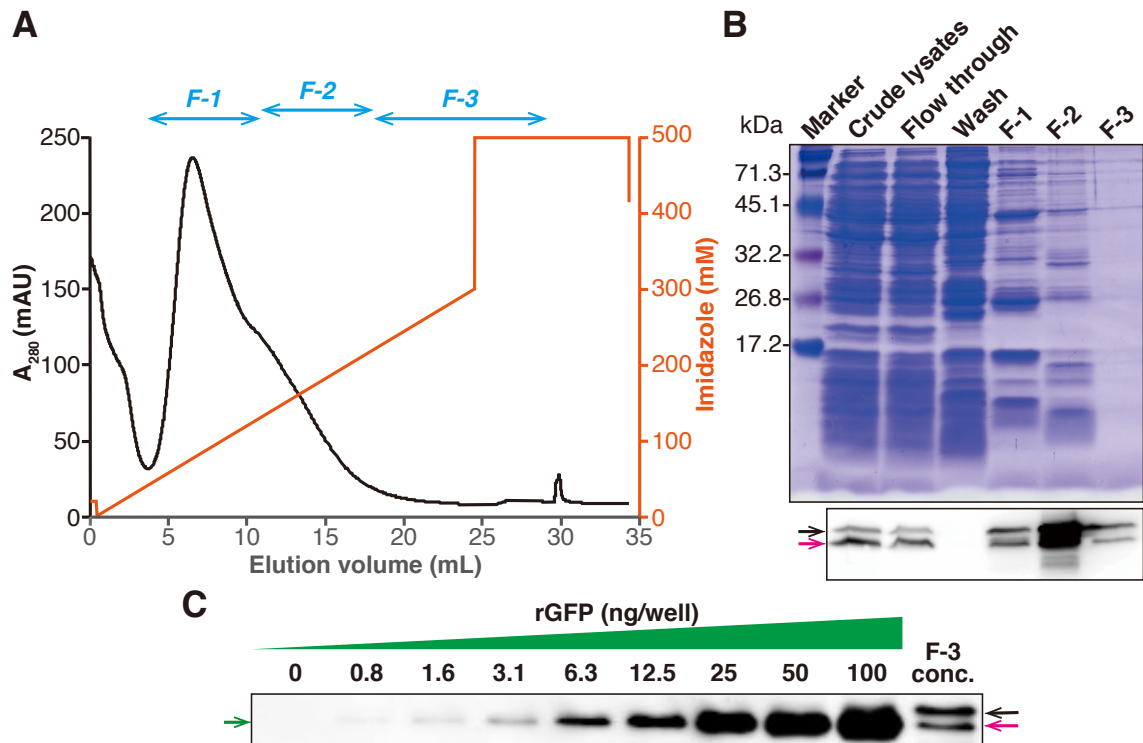 A
F-1
F-2
F-3
250
200
150
100
50
0
A280 (mAU)
500
400
300
200
100
0
Imidazole (mM)
0
5
10
15
20
25
30
35
Elution volume (mL)
B
kDa
Marker
Crude lysates
Flow through
Wash
F-1
F-2
F-3
71.3
45.1
32.2
26.8
17.2
C
rGFP (ng/well)
0 0.8 1.6 3.1 6.3 12.5 25 50 100
F-3
conc.